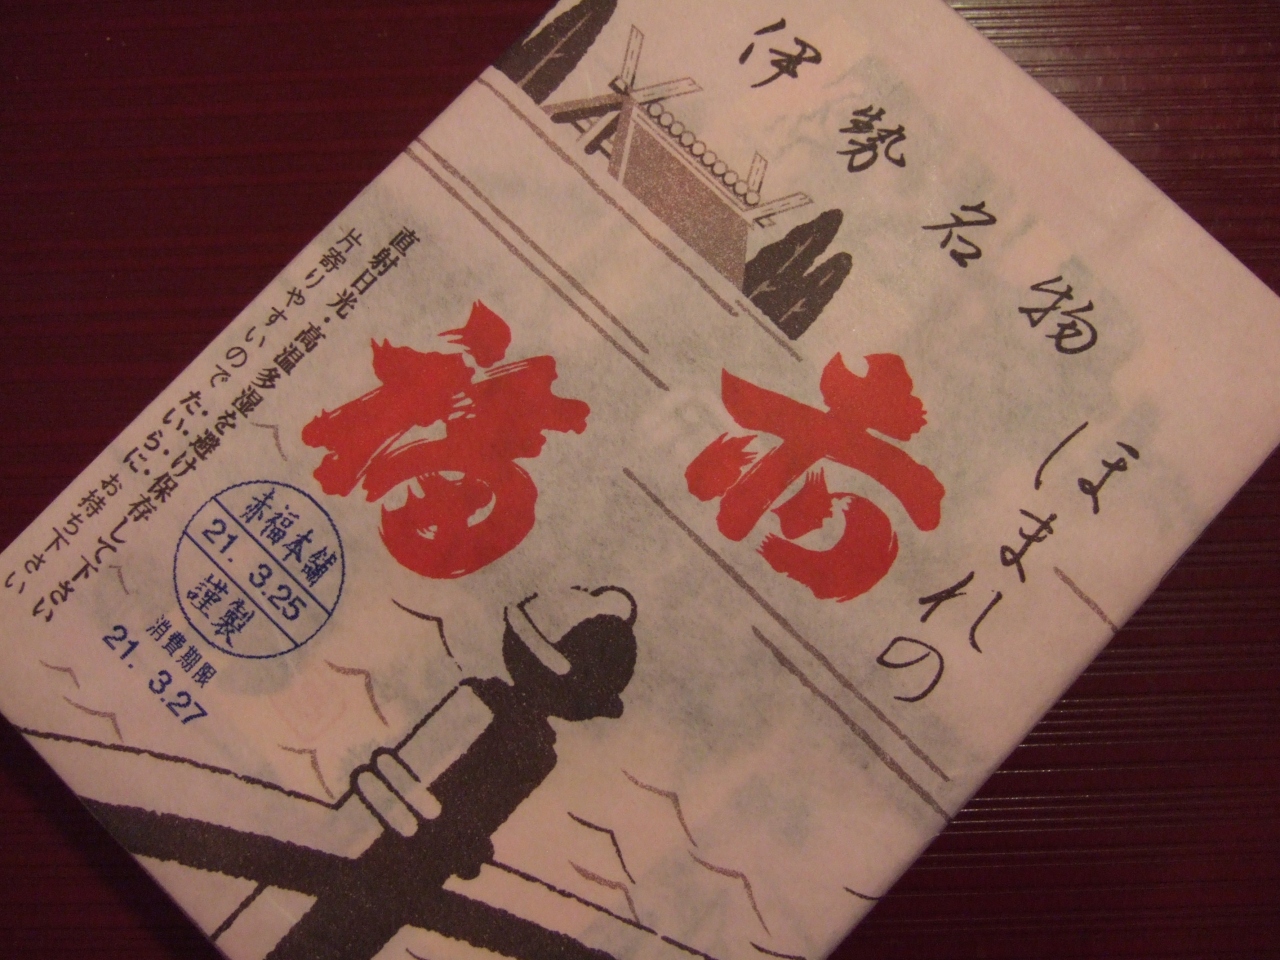 伊勢名物
ほまれの
赤福
直射日光・高温多湿を避け保存して下さい
片寄りやすいのでたいらにお持ち下さい
赤福本舗
21. 3.25
謹製
消費期限
21. 3.27